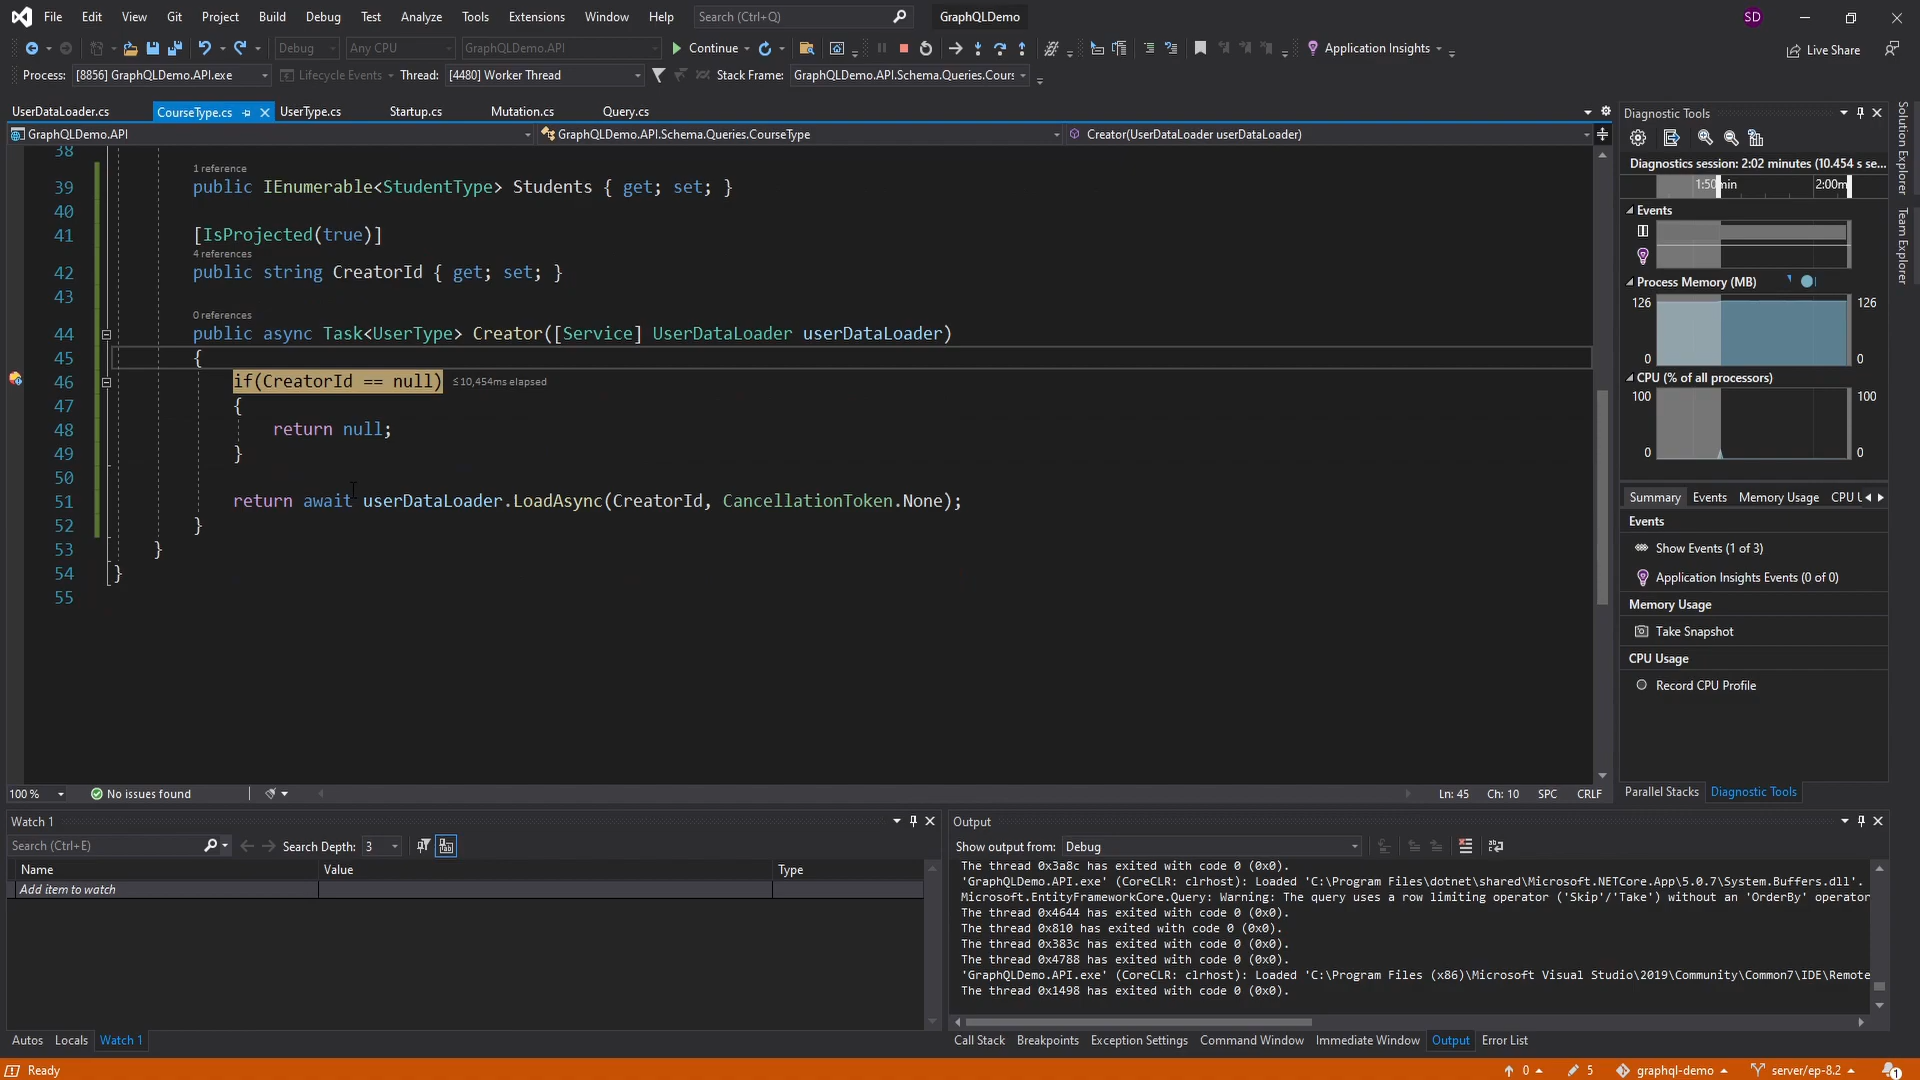 File Edit View Git Project Build Debug Test Analyze Tools Extensions Window Help Search (Ctrl+Q) GraphQLDemo SD
Debug Any CPU GraphQLDemo.API Continue Application Insights Live Share
Process: [8856] GraphQLDemo.API.exe Lifecycle Events Thread: [4480] Worker Thread Stack Frame: GraphQLDemo.API.Schema.Queries.Cours
UserDataLoader.cs CourseType.cs UserType.cs Startup.cs Mutation.cs Query.cs
GraphQLDemo.API GraphQLDemo.API.Schema.Queries.CourseType Creator(UserDataLoader userDataLoader)
38
1 reference
39 public IEnumerable<StudentType> Students { get; set; }
40
41 [IsProjected(true)]
4 references
42 public string CreatorId { get; set; }
43
0 references
44 public async Task<UserType> Creator([Service] UserDataLoader userDataLoader)
45 {
46 if(CreatorId == null) ≤10,454ms elapsed
47 {
48 return null;
49 }
50
51 return await userDataLoader.LoadAsync(CreatorId, CancellationToken.None);
52 }
53 }
54 }
55
100 % No issues found Ln: 45 Ch: 10 SPC CRLF
Diagnostic Tools
Diagnostics session: 2:02 minutes (10.454 s se...
1:50min 2:00m
Events
Process Memory (MB)
126 126
0 0
CPU (% of all processors)
100 100
0 0
Summary Events Memory Usage CPU U
Events
Show Events (1 of 3)
Application Insights Events (0 of 0)
Memory Usage
Take Snapshot
CPU Usage
Record CPU Profile
Parallel Stacks Diagnostic Tools
Solution Explorer
Team Explorer
Watch 1
Search (Ctrl+E) Search Depth: 3
Name Value Type
Add item to watch
Autos Locals Watch 1
Output
Show output from: Debug
The thread 0x3a8c has exited with code 0 (0x0).
'GraphQLDemo.API.exe' (CoreCLR: clrhost): Loaded 'C:\Program Files\dotnet\shared\Microsoft.NETCore.App\5.0.7\System.Buffers.dll'.
Microsoft.EntityFrameworkCore.Query: Warning: The query uses a row limiting operator ('Skip'/'Take') without an 'OrderBy' operator
The thread 0x4644 has exited with code 0 (0x0).
The thread 0x810 has exited with code 0 (0x0).
The thread 0x383c has exited with code 0 (0x0).
The thread 0x4788 has exited with code 0 (0x0).
'GraphQLDemo.API.exe' (CoreCLR: clrhost): Loaded 'C:\Program Files (x86)\Microsoft Visual Studio\2019\Community\Common7\IDE\Remote
The thread 0x1498 has exited with code 0 (0x0).
Call Stack Breakpoints Exception Settings Command Window Immediate Window Output Error List
Ready 0 5 graphql-demo server/ep-8.2 1